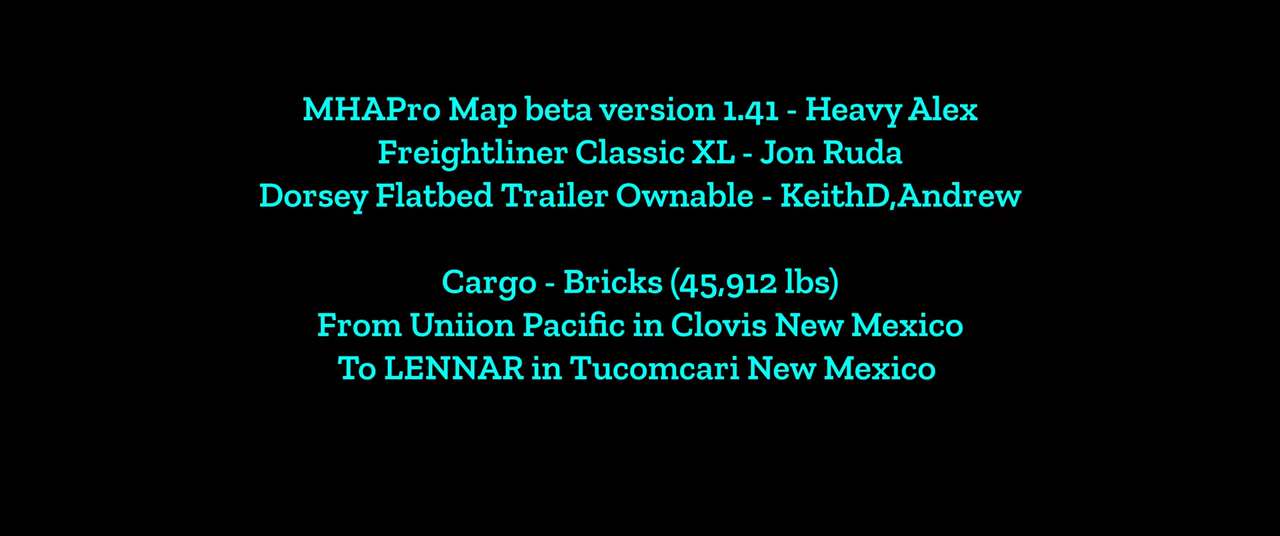 MHAPro Map beta version 1.41 - Heavy Alex
Freightliner Classic XL - Jon Ruda
Dorsey Flatbed Trailer Ownable - KeithD,Andrew
Cargo - Bricks (45,912 lbs)
From Uniion Pacific in Clovis New Mexico
To LENNAR in Tucomcari New Mexico